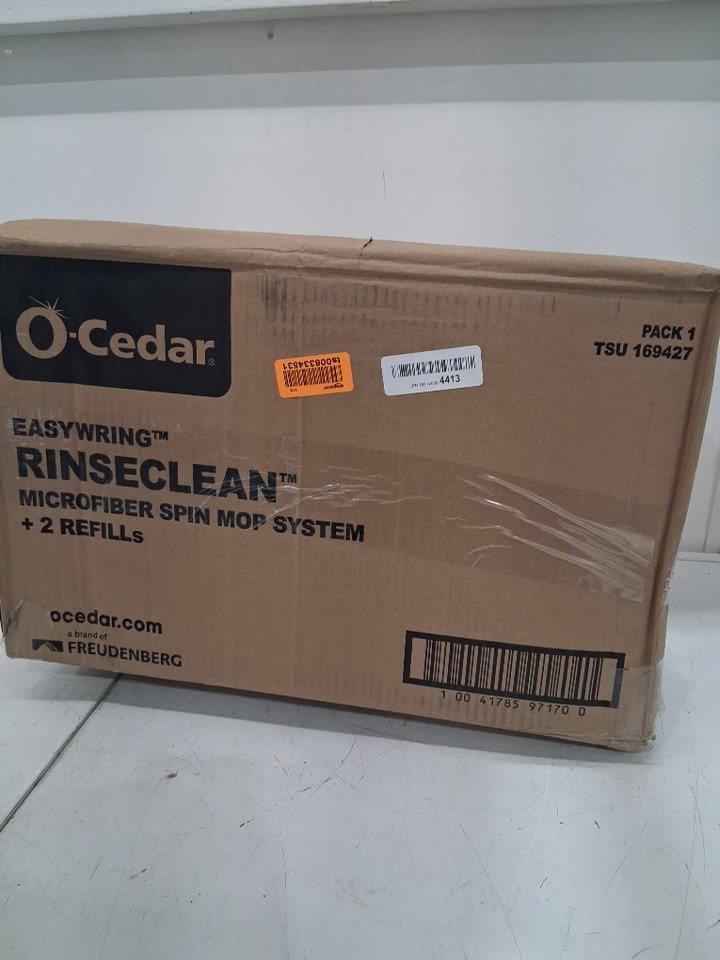 O-Cedar®
PACK 1
TSU 169427
ts008334531
4413
EASYWRING™
RINSECLEAN™
MICROFIBER SPIN MOP SYSTEM
+ 2 REFILLs
ocedar.com
a brand of
FREUDENBERG
1 00 41785 97170 0